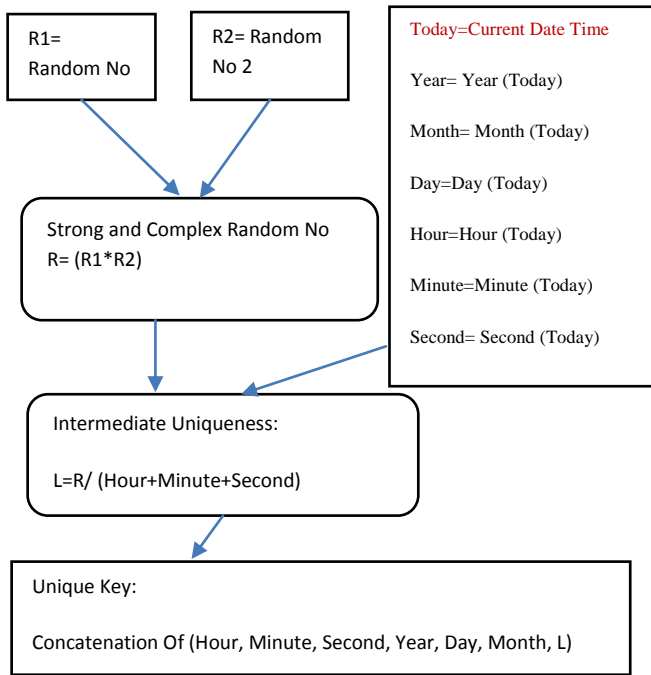 R1=
Random No
R2= Random
No 2
Today=Current Date Time
Year= Year (Today)
Month= Month (Today)
Day=Day (Today)
Hour=Hour (Today)
Minute=Minute (Today)
Second= Second (Today)
Strong and Complex Random No
R= (R1*R2)
Intermediate Uniqueness:
L=R/ (Hour+Minute+Second)
Unique Key:
Concatenation Of (Hour, Minute, Second, Year, Day, Month, L)